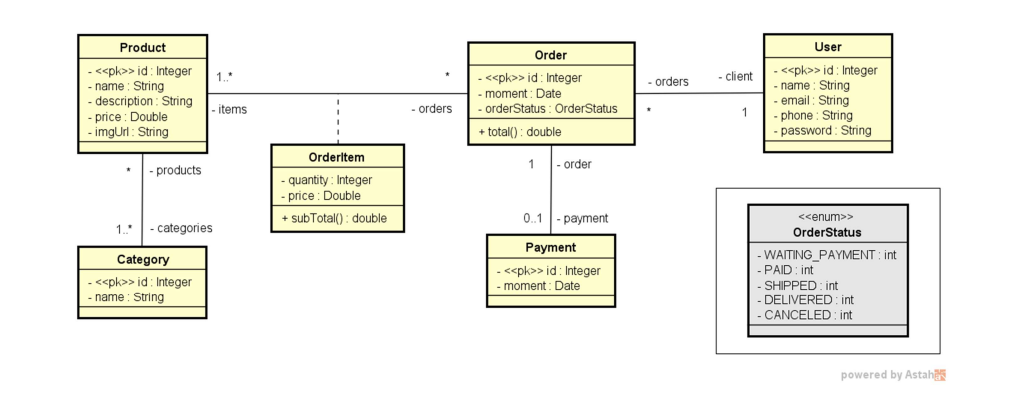 Product
- <<pk>> id : Integer
- name : String
- description : String
- price : Double
- imgUrl : String
1..*
- items
*
- orders
Order
- <<pk>> id : Integer
- moment : Date
- orderStatus : OrderStatus
+ total() : double
- orders
*
- client
1
User
- <<pk>> id : Integer
- name : String
- email : String
- phone : String
- password : String
OrderItem
- quantity : Integer
- price : Double
+ subTotal() : double
* - products
1..* - categories
1 - order
0..1 - payment
Category
- <<pk>> id : Integer
- name : String
Payment
- <<pk>> id : Integer
- moment : Date
<<enum>>
OrderStatus
- WAITING_PAYMENT : int
- PAID : int
- SHIPPED : int
- DELIVERED : int
- CANCELED : int
powered by Astah